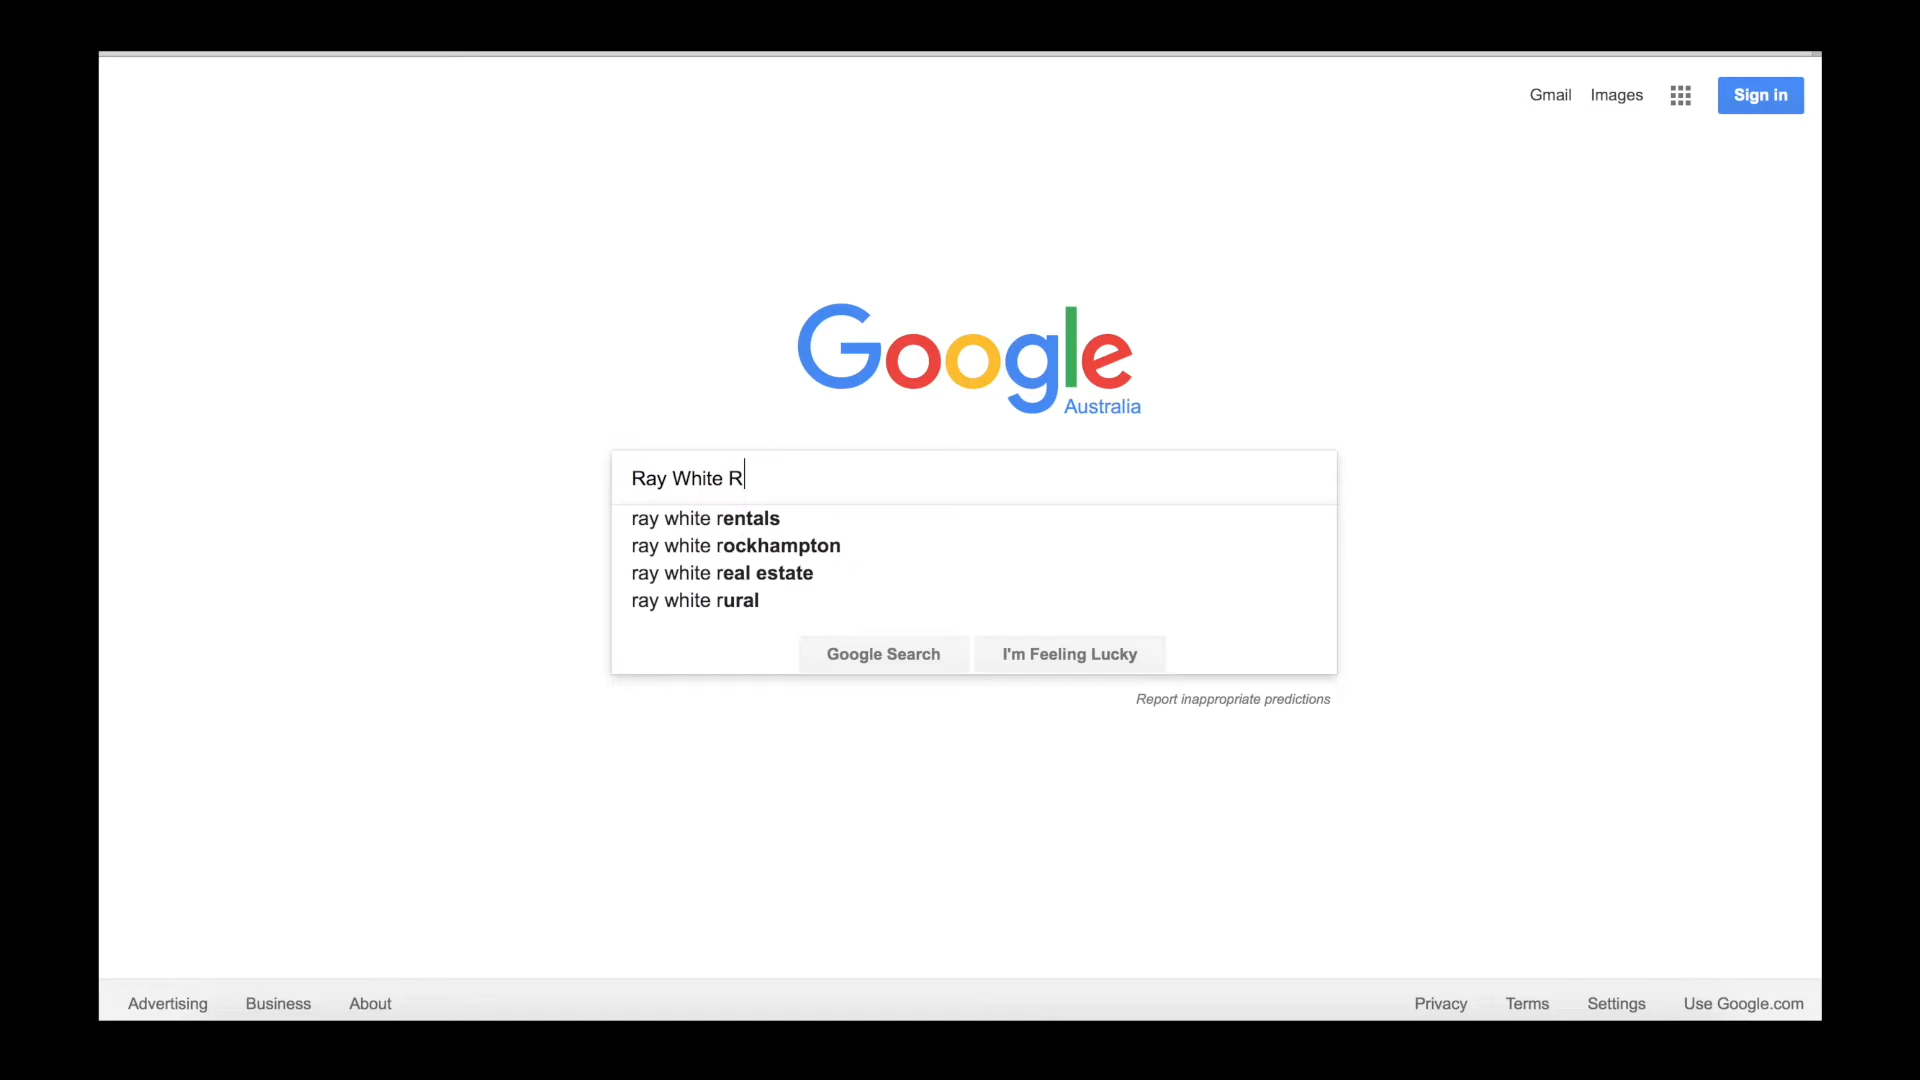 Gmail Images Sign in
Google
Australia
Ray White R
ray white rentals
ray white rockhampton
ray white real estate
ray white rural
Google Search I'm Feeling Lucky
Report inappropriate predictions
Advertising Business About Privacy Terms Settings Use Google.com